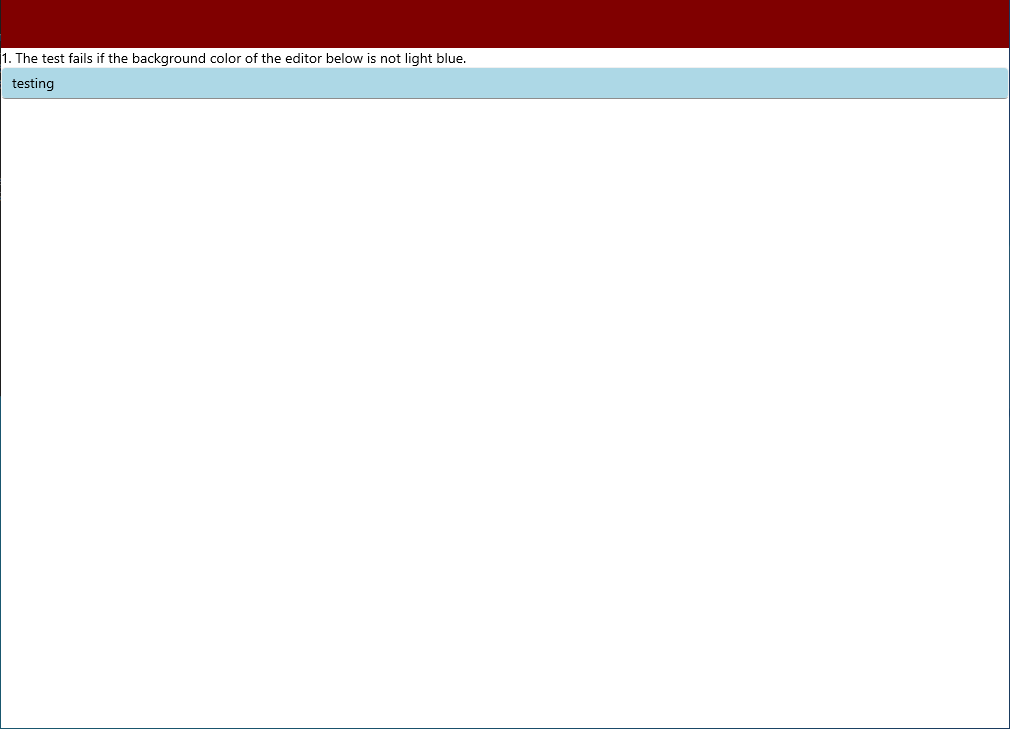 1. The test fails if the background color of the editor below is not light blue.
testing